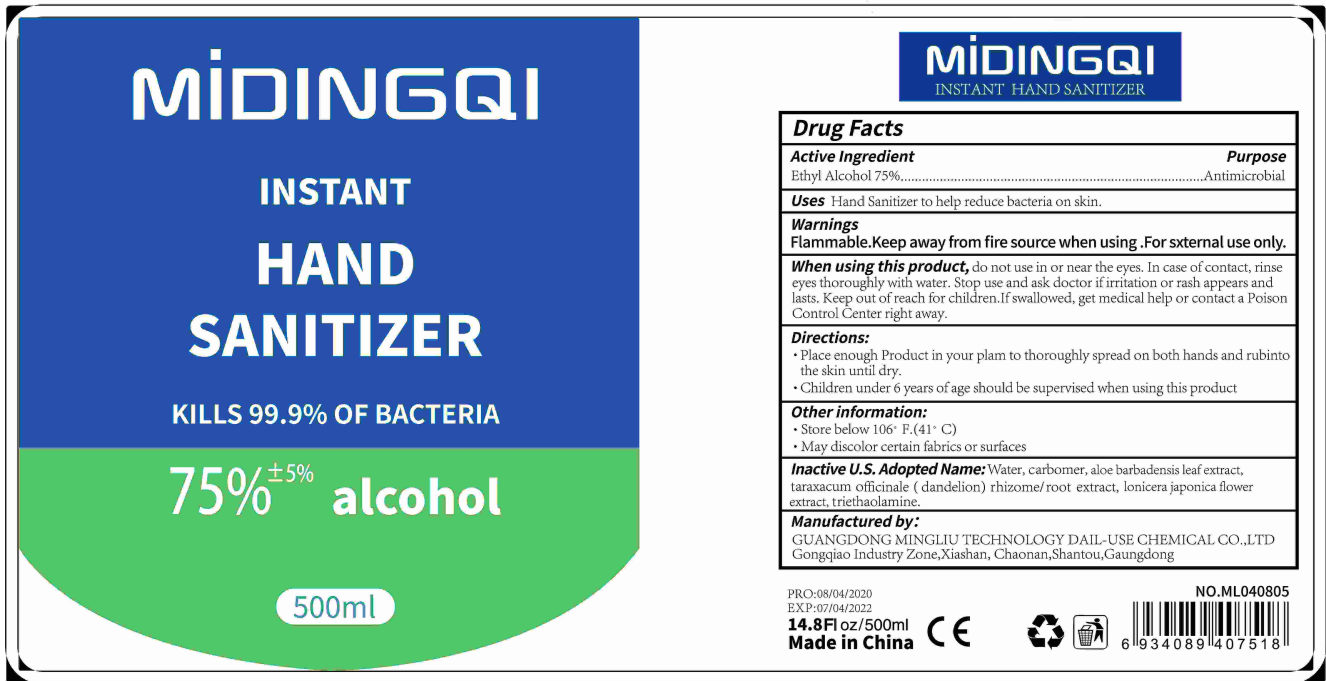 MiDINGQI
INSTANT
HAND
SANITIZER
KILLS 99.9% OF BACTERIA
75%±5% alcohol
500ml
MiDINGQI
INSTANT HAND SANITIZER
Drug Facts
Active Ingredient Purpose
Ethyl Alcohol 75%....................................................................................Antimicrobial
Uses Hand Sanitizer to help reduce bacteria on skin.
Warnings
Flammable.Keep away from fire source when using .For sxternal use only.
When using this product, do not use in or near the eyes. In case of contact, rinse
eyes thoroughly with water. Stop use and ask doctor if irritation or rash appears and
lasts. Keep out of reach for children.If swallowed, get medical help or contact a Poison
Control Center right away.
Directions:
• Place enough Product in your plam to thoroughly spread on both hands and rubinto
the skin until dry.
• Children under 6 years of age should be supervised when using this product
Other information:
• Store below 106° F.(41° C)
• May discolor certain fabrics or surfaces
Inactive U.S. Adopted Name: Water, carbomer, aloe barbadensis leaf extract,
taraxacum officinale ( dandelion) rhizome/root extract, lonicera japonica flower
extract, triethaolamine.
Manufactured by:
GUANGDONG MINGLIU TECHNOLOGY DAIL-USE CHEMICAL CO.,LTD
Gongqiao Industry Zone,Xiashan, Chaonan,Shantou,Gaungdong
PRO:08/04/2020
EXP:07/04/2022
14.8Fl oz/500ml
Made in China
CE
NO.ML040805
6 934089 407518